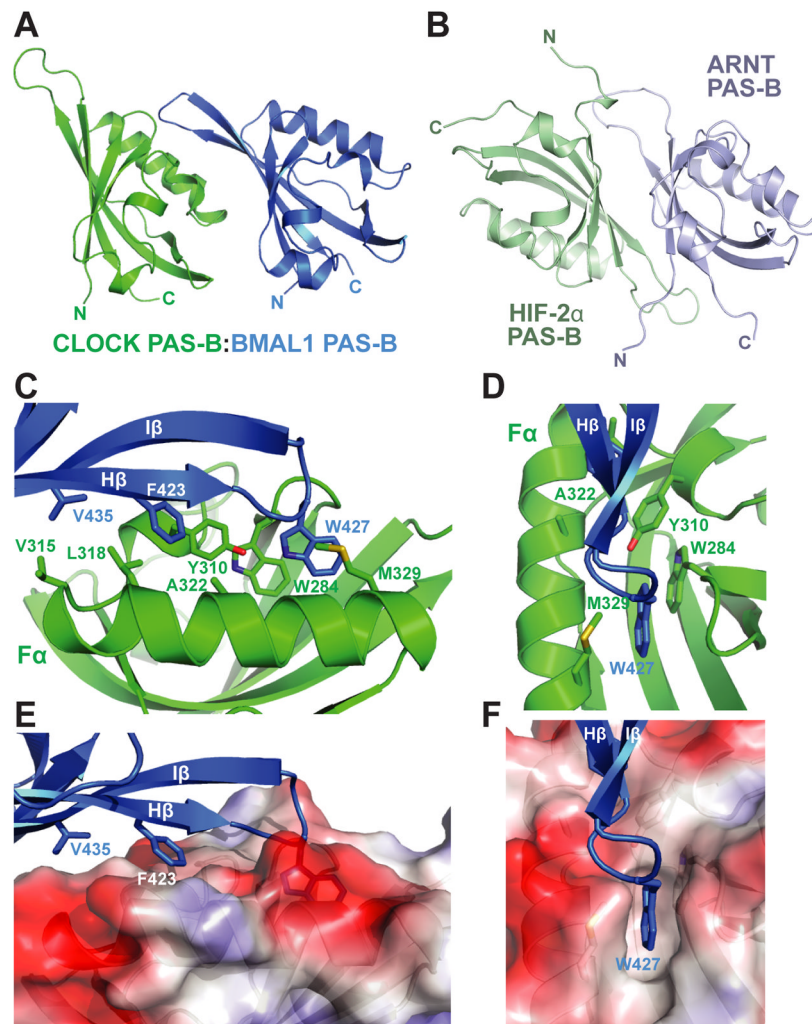 A
N
C
N
C
CLOCK PAS-B:BMAL1 PAS-B
B
N
ARNT
PAS-B
C
HIF-2α
PAS-B
N
C
C
Iβ
Hβ
F423
V435
W427
V315
L318
Y310
A322
W284
M329
Fα
D
Hβ
Iβ
Fα
A322
Y310
W284
M329
W427
E
Iβ
Hβ
V435
F423
F
Hβ
Iβ
W427